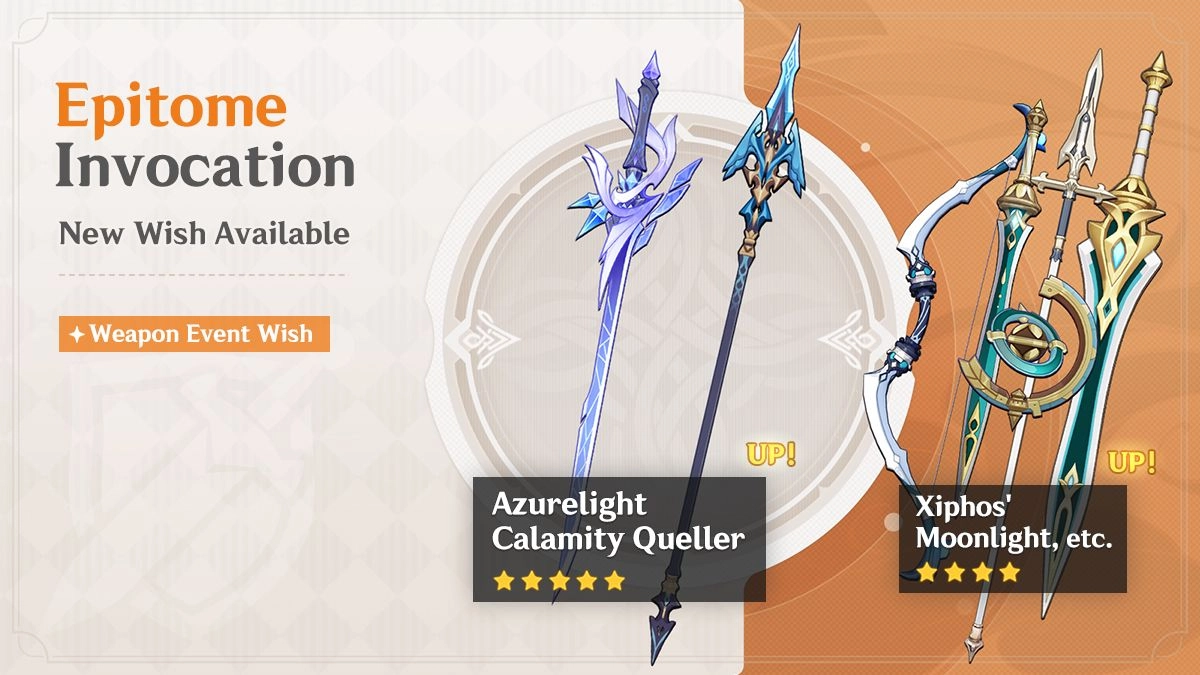 Epitome
Invocation
New Wish Available
Weapon Event Wish
UP!
Azurelight
Calamity Queller
UP!
Xiphos'
Moonlight, etc.